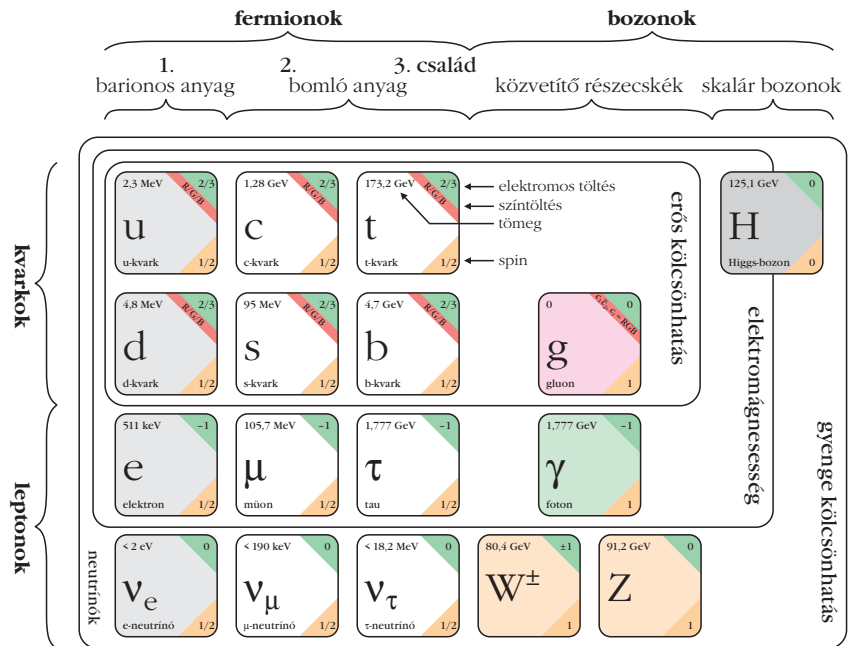 fermionok
bozonok
1.
2.
3. család
barionos anyag
bomló anyag
közvetítő részecskék
skalár bozonok
kvarkok
2,3 MeV
2/3
R/G/B
u
u-kvark
1/2
1,28 GeV
2/3
R/G/B
c
c-kvark
1/2
173,2 GeV
2/3
R/G/B
t
t-kvark
1/2
elektromos töltés
színtöltés
tömeg
spin
erős kölcsönhatás
125,1 GeV
0
H
Higgs-bozon
0
4,8 MeV
2/3
R/G/B
d
d-kvark
1/2
95 MeV
2/3
R/G/B
s
s-kvark
1/2
4,7 GeV
2/3
R/G/B
b
b-kvark
1/2
0
0
= RGB
g
gluon
1
elektromágnesesség
gyenge kölcsönhatás
leptonok
511 keV
−1
e
elektron
1/2
105,7 MeV
−1
μ
müon
1/2
1,777 GeV
−1
τ
tau
1/2
1,777 GeV
0
γ
foton
1
neutrínók
< 2 eV
0
νe
e-neutrínó
1/2
< 190 keV
0
νμ
μ-neutrínó
1/2
< 18,2 MeV
0
ντ
τ-neutrínó
1/2
80,4 GeV
±1
W±
1
91,2 GeV
0
Z
1